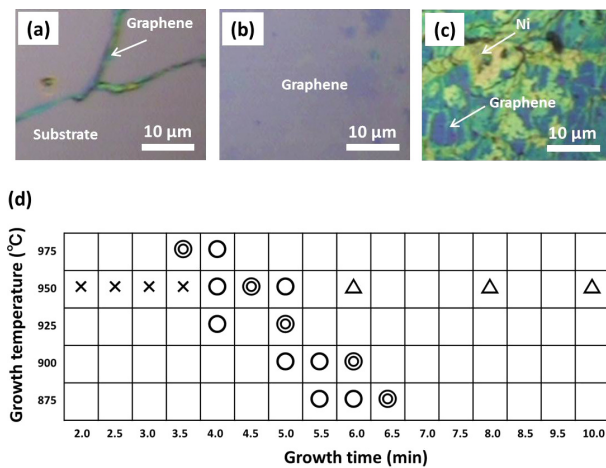 (a)
Graphene
Substrate
10 µm
(b)
Graphene
10 µm
(c)
Ni
Graphene
10 µm
(d)
Growth temperature (℃)
975
950
925
900
875
2.0 2.5 3.0 3.5 4.0 4.5 5.0 5.5 6.0 6.5 7.0 7.5 8.0 8.5 9.5 10.0
Growth time (min)